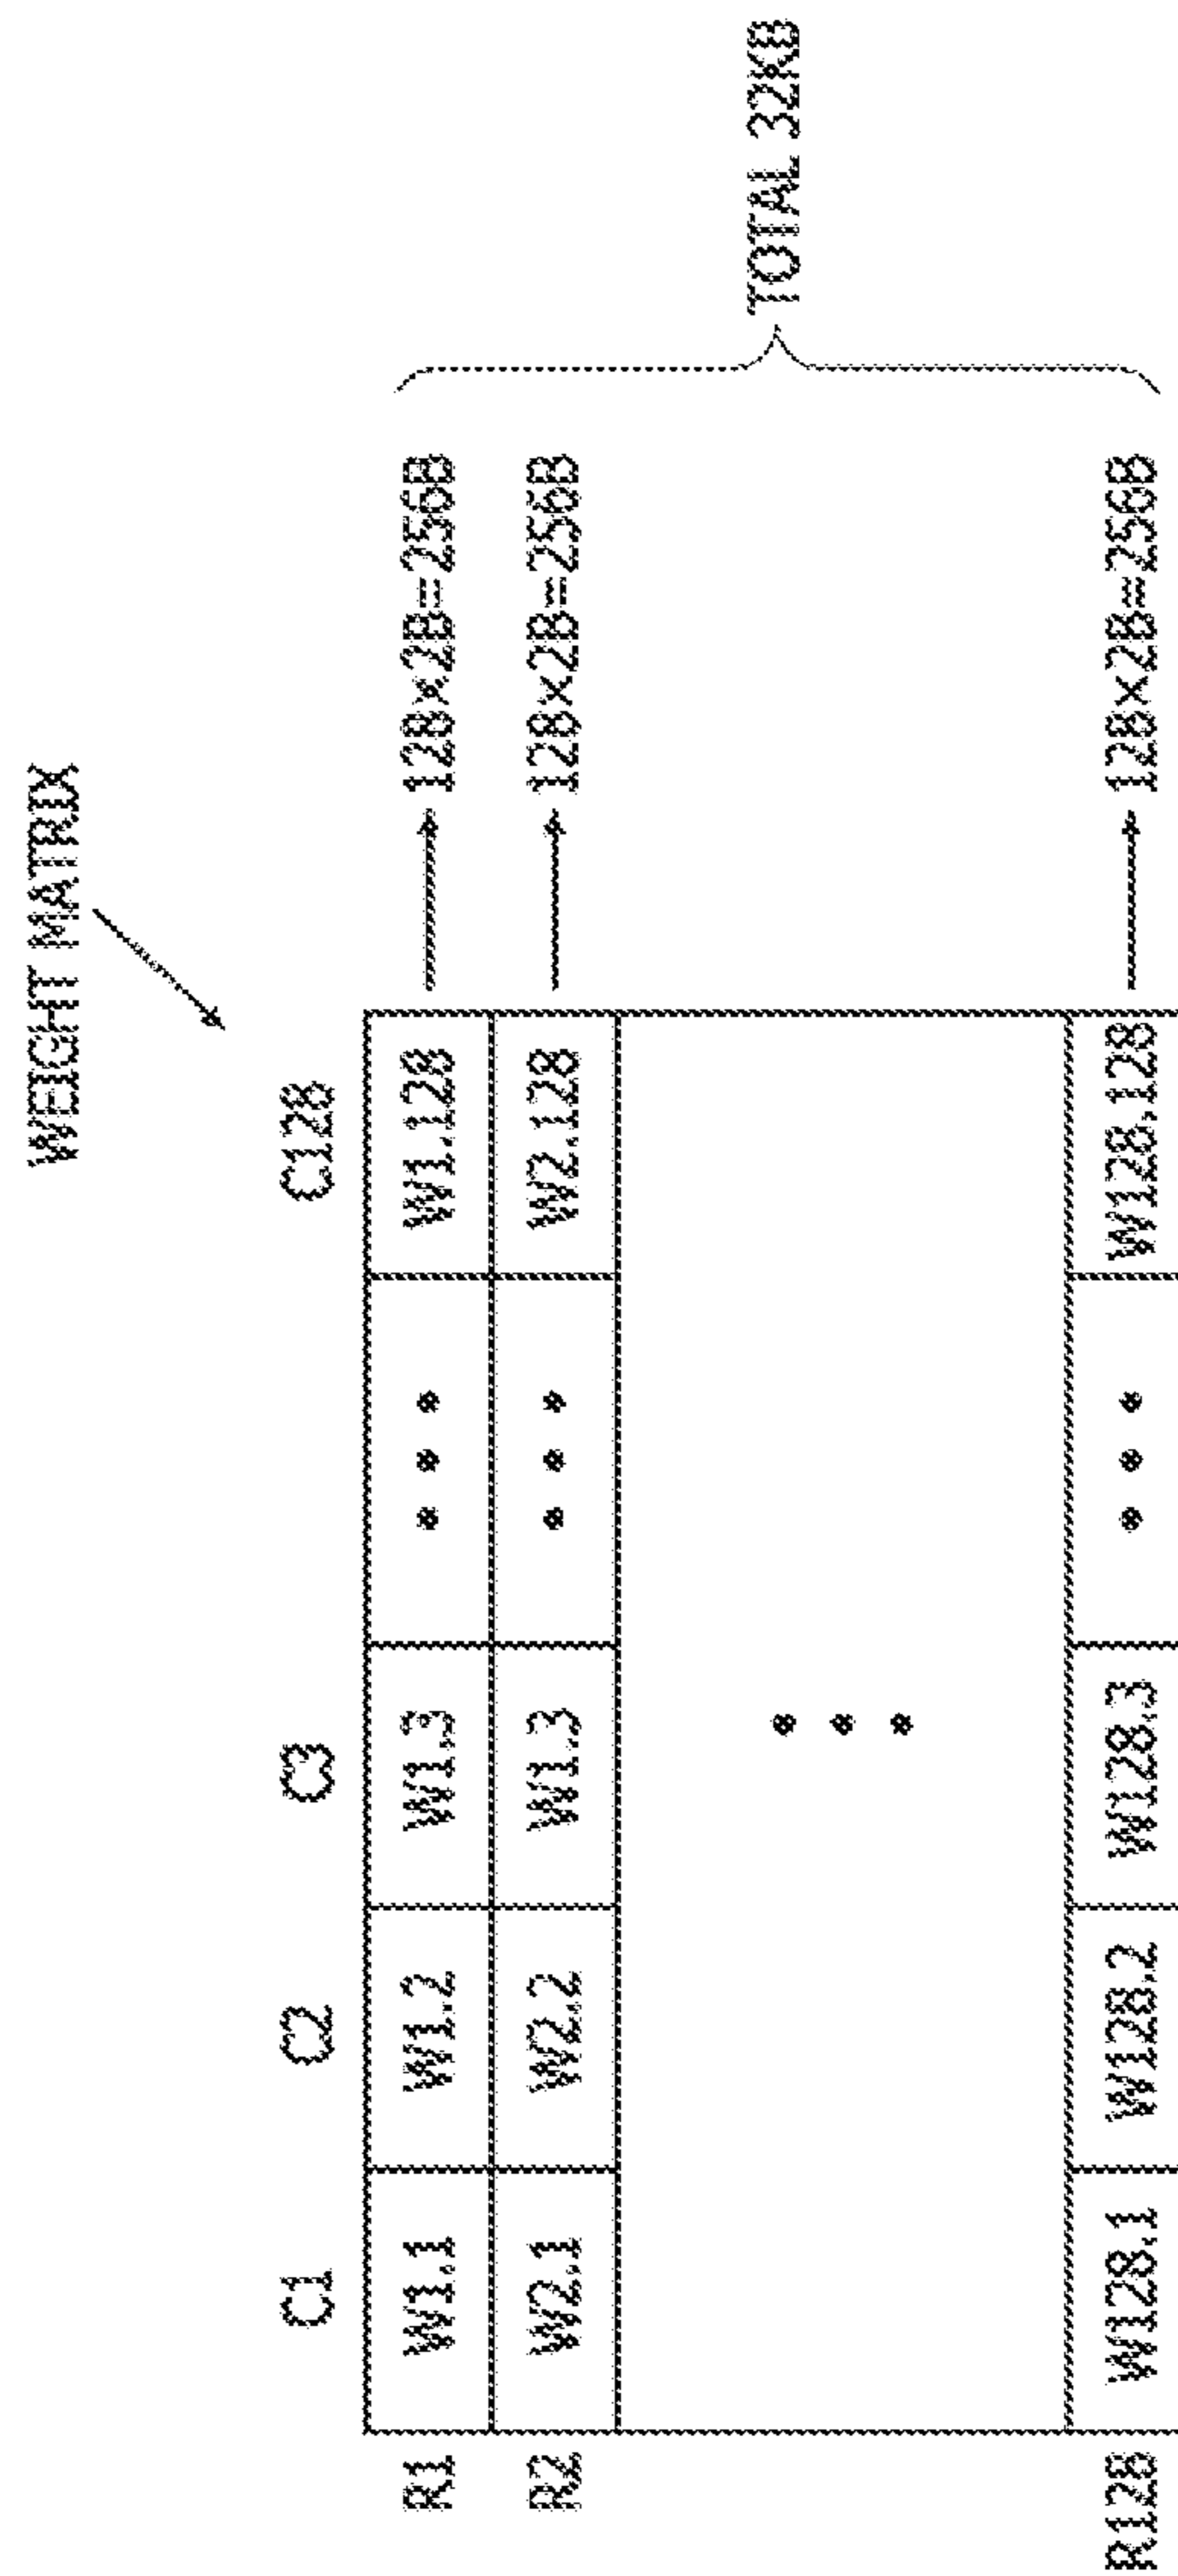 WEIGHT MATRIX
C1 C2 C3 C128
R1 W1.1 W1.2 W1.3 • • • W1.128 128×2B=256B
R2 W2.1 W2.2 W1.3 • • • W2.128 128×2B=256B
• • •
TOTAL 32KB
R128 W128.1 W128.2 W128.3 • • • W128.128 128×2B=256B